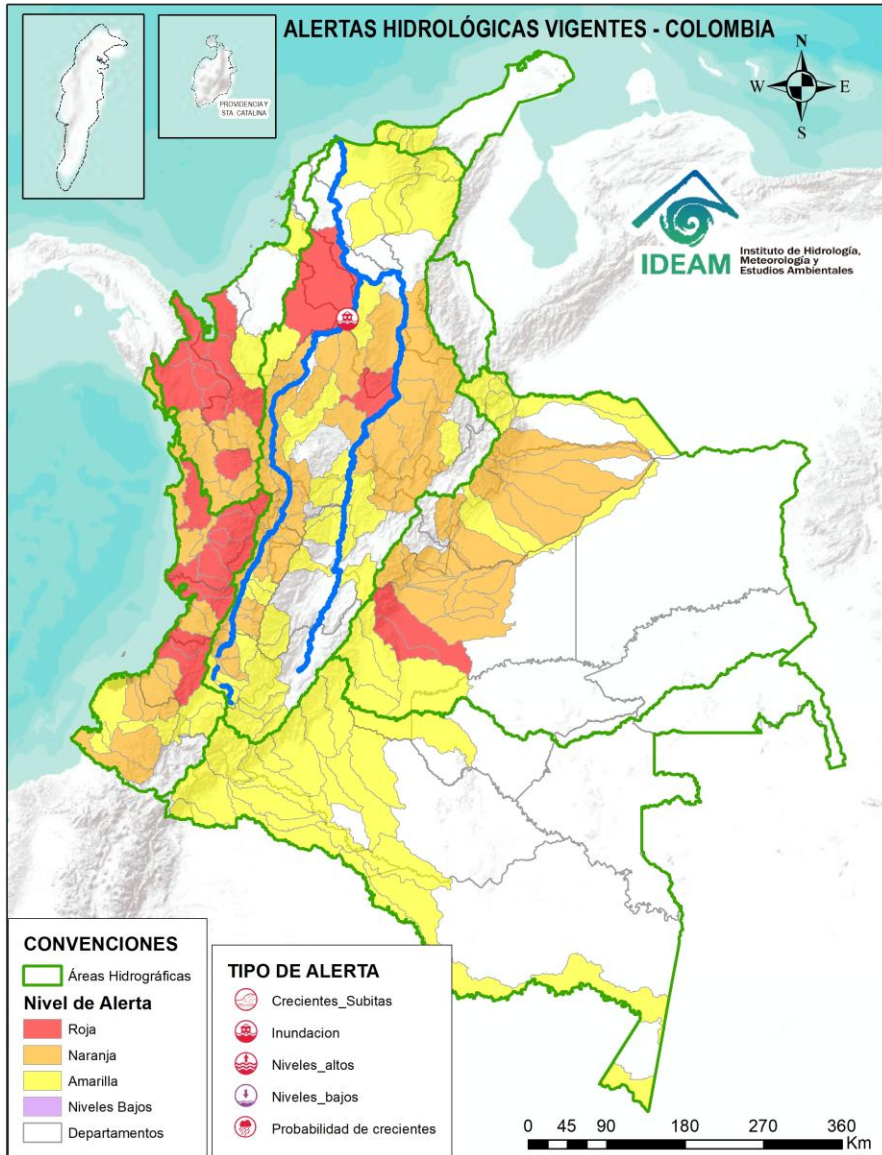 ALERTAS HIDROLÓGICAS VIGENTES - COLOMBIA
PROVIDENCIA Y
STA. CATALINA
N
W
E
S
IDEAM
Instituto de Hidrología,
Meteorología y
Estudios Ambientales
CONVENCIONES
Áreas Hidrográficas
Nivel de Alerta
Roja
Naranja
Amarilla
Niveles Bajos
Departamentos
TIPO DE ALERTA
Crecientes_Subitas
Inundacion
Niveles_altos
Niveles_bajos
Probabilidad de crecientes
0 45 90 180 270 360
Km